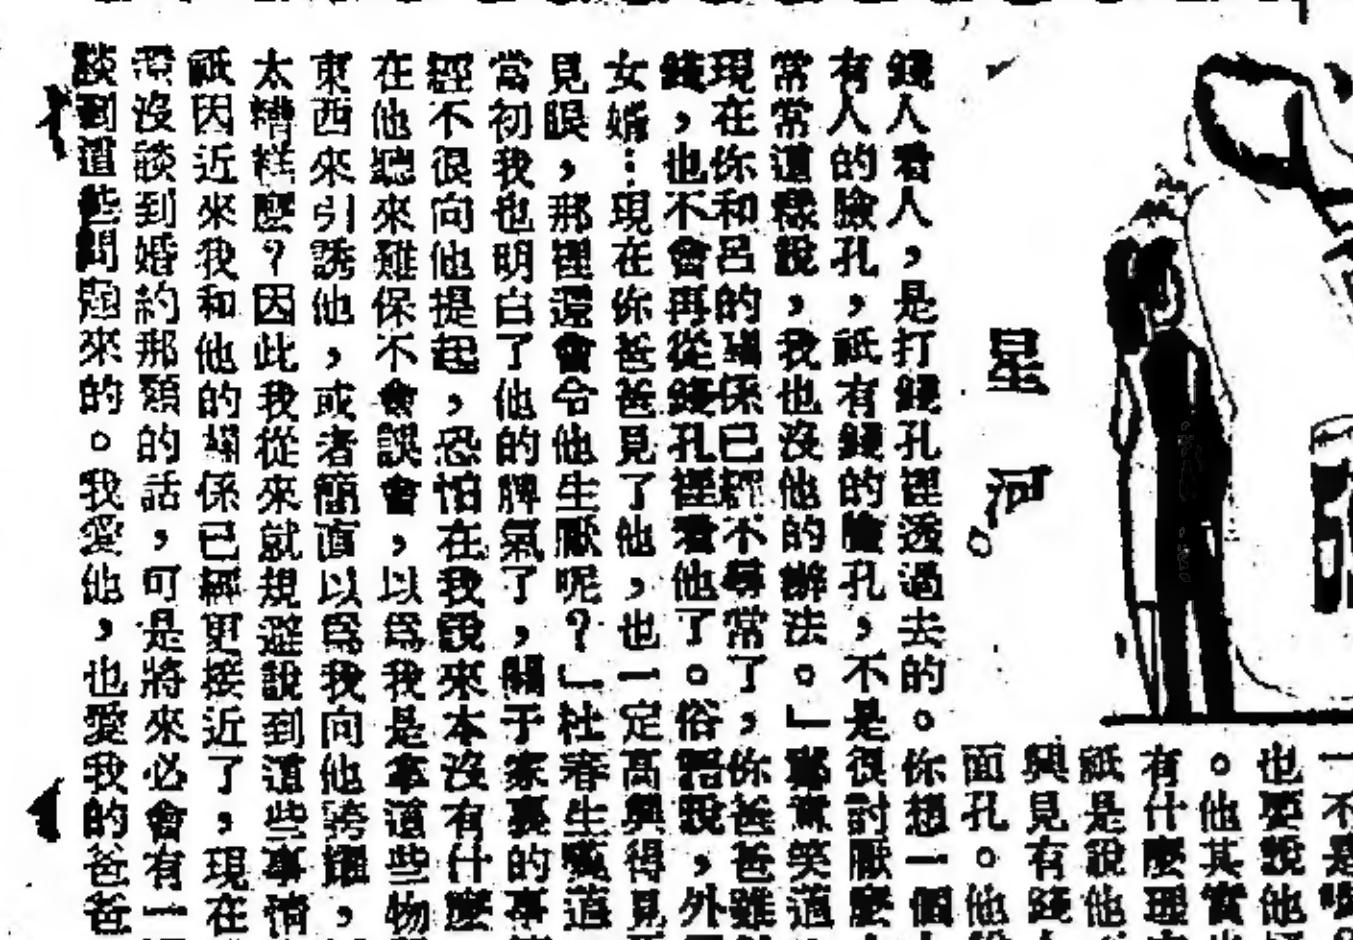 一不是
也要說他
。他其實
有什麼理
祇是說他
興見有錢
面孔。他
星河
錢人看人，是打錢孔裡透過去的。你想一個
有人的臉孔，祇有錢的臉孔，不是很討厭麼
常常這樣說，我也沒他的辦法。」鄺實笑道
現在你和呂的關係已經不尋常了，你爸爸雖
錢，也不會再從錢孔裡看他了。俗語說，外
女婿：現在你爸爸見了他，也一定高興得見
見眼，那裡還會令他生厭呢？」杜春生嘆道
當初我也明白了他的脾氣了，關于家裏的事
經不很向他提起，恐怕在我說來本沒有什麼
在他聽來難保不會誤會，以為我是拿這些物
東西來引誘他，或者簡直以為我向他誇耀，
太糟糕麼？因此我從來就規避說到這些事情
祇因近來我和他的關係已經更接近了，現在
還沒談到婚約那類的話，可是將來必會有一
談到這些問題來的。我愛他，也愛我的爸爸